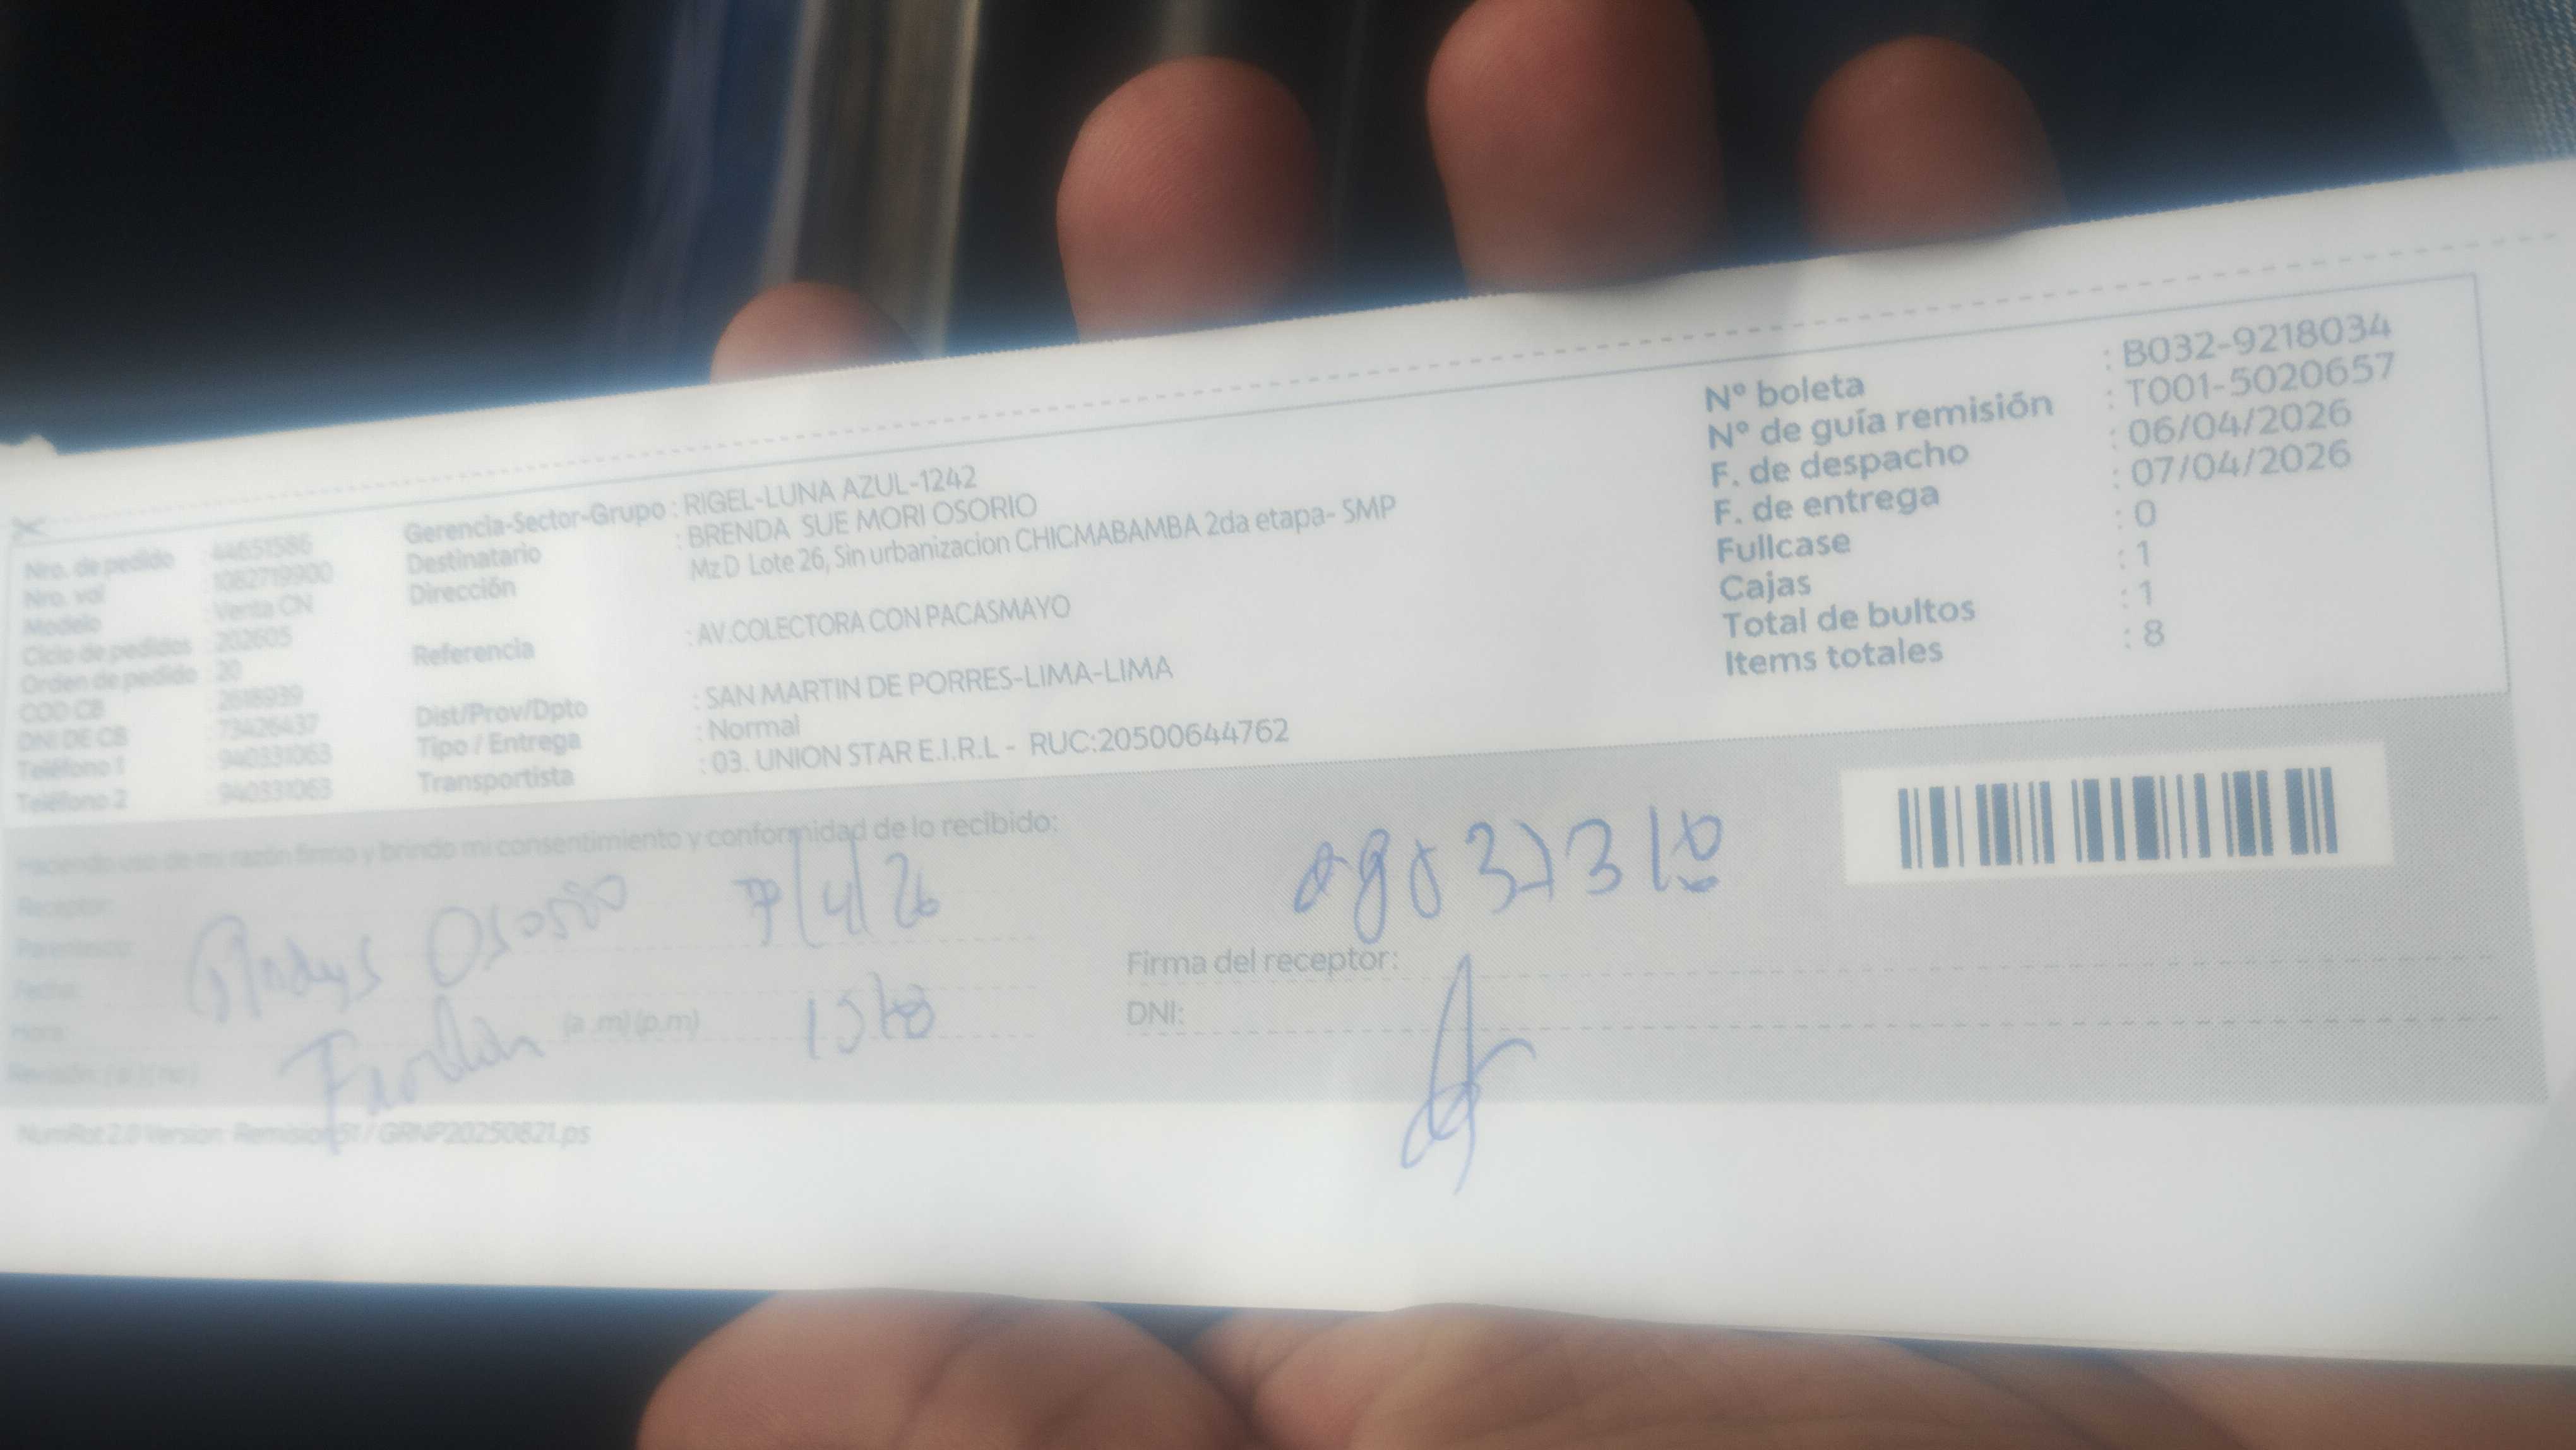 Nro. de pedido : 44651586
Nro. vol : 1082719900
Modelo : Venta CN
Ciclo de pedidos : 202605
Orden de pedido : 20
COD CB : 2618939
DNI DE CB : 73426437
Teléfono 1 : 940331063
Teléfono 2 : 940331063
Gerencia-Sector-Grupo : RIGEL-LUNA AZUL-1242
Destinatario : BRENDA SUE MORI OSORIO
Dirección : Mz D Lote 26, Sin urbanizacion CHICMABAMBA 2da etapa- SMP
Referencia : AV.COLECTORA CON PACASMAYO
Dist/Prov/Dpto : SAN MARTIN DE PORRES-LIMA-LIMA
Tipo / Entrega : Normal
Transportista : 03. UNION STAR E.I.R.L - RUC:20500644762
Nº boleta : B032-9218034
Nº de guía remisión : T001-5020657
F. de despacho : 06/04/2026
F. de entrega : 07/04/2026
Fullcase : 0
Cajas : 1
Total de bultos : 1
Items totales : 8
Haciendo uso de mi razón firmo y brindo mi consentimiento y conformidad de lo recibido:
Receptor:
Parentesco:
Fecha:
Hora: (a .m) (p.m)
Revisión: ( si ) ( no )
Osorio
/4/26
Firma del receptor:
DNI:
NumRot 2.0 Version: Remision 51 / GRNP20250821.ps